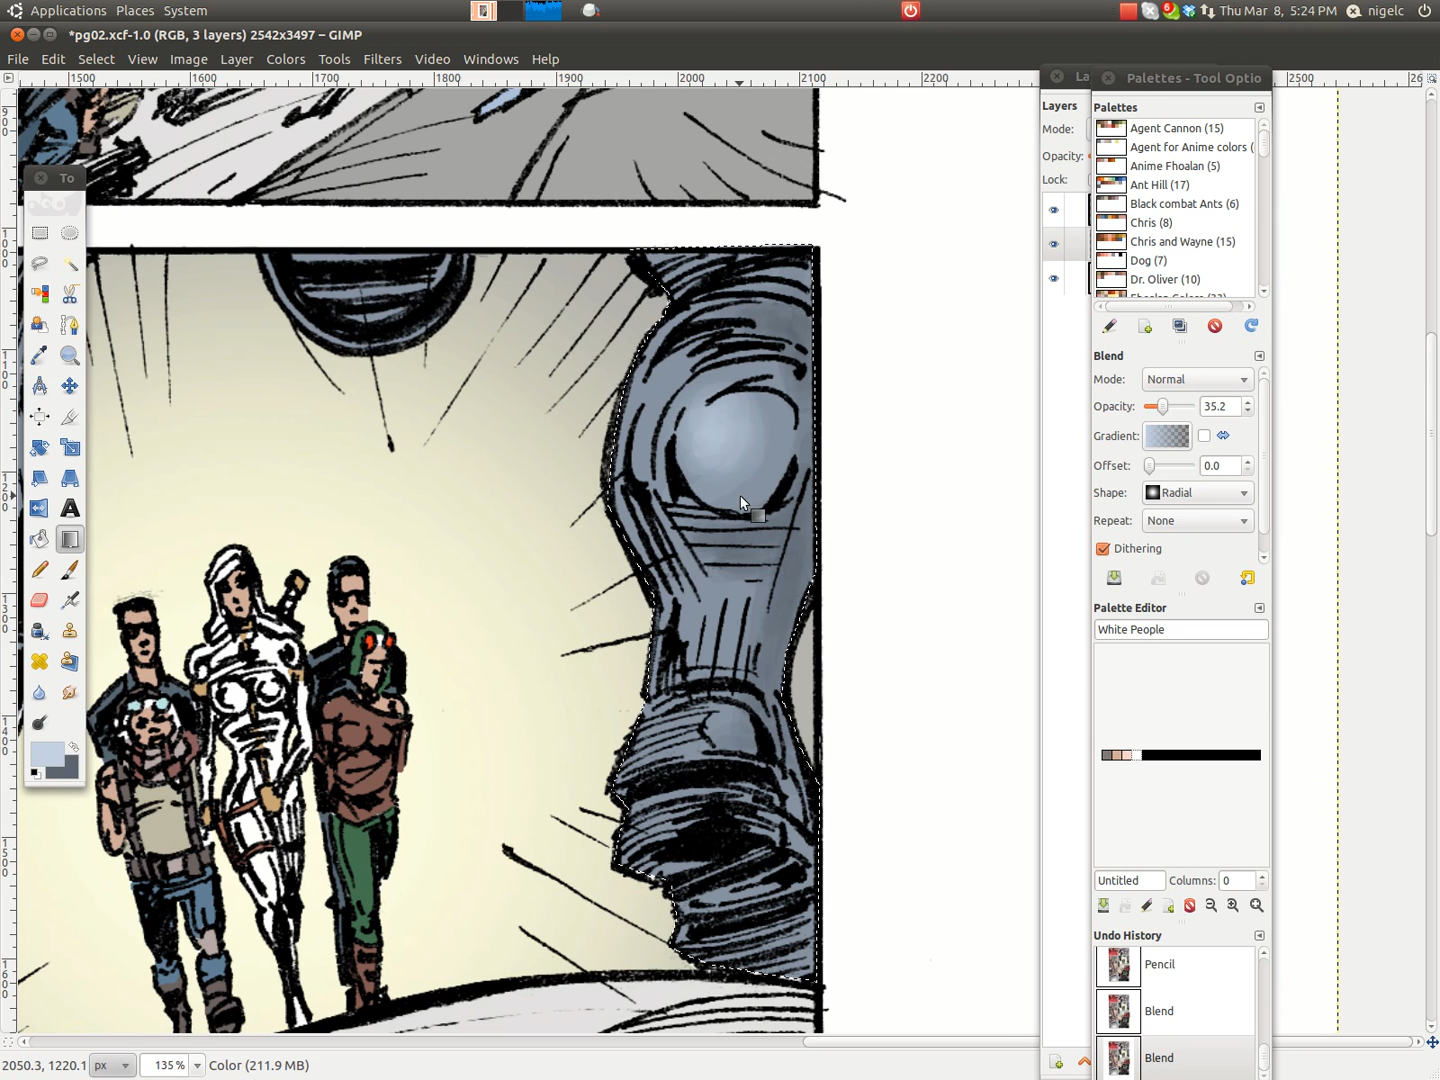 Applications Places System
6
Thu Mar 8, 5:24 PM
nigelc
*pg02.xcf-1.0 (RGB, 3 layers) 2542x3497 – GIMP
File Edit Select View Image Layer Colors Tools Filters Video Windows Help
1500 1600 1700 1800 1900 2000 2100 2200 2500
La
Palettes - Tool Optio
Layers
Mode:
Opacity:
Lock:
Palettes
Agent Cannon (15)
Agent for Anime colors (
Anime Fhoalan (5)
Ant Hill (17)
Black combat Ants (6)
Chris (8)
Chris and Wayne (15)
Dog (7)
Dr. Oliver (10)
To
Blend
Mode: Normal
Opacity: 35.2
Gradient:
Offset: 0.0
Shape: Radial
Repeat: None
Dithering
Palette Editor
White People
Untitled Columns: 0
Undo History
Pencil
Blend
Blend
2050.3, 1220.1 px 135% Color (211.9 MB)